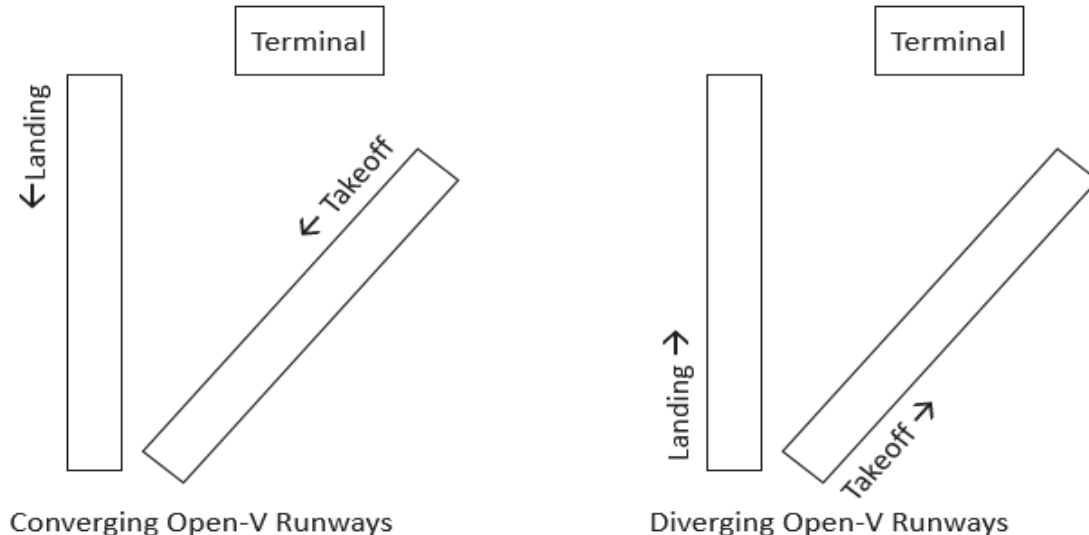 Terminal
←Landing
← Takeoff
Converging Open-V Runways
Terminal
Landing →
Takeoff →
Diverging Open-V Runways